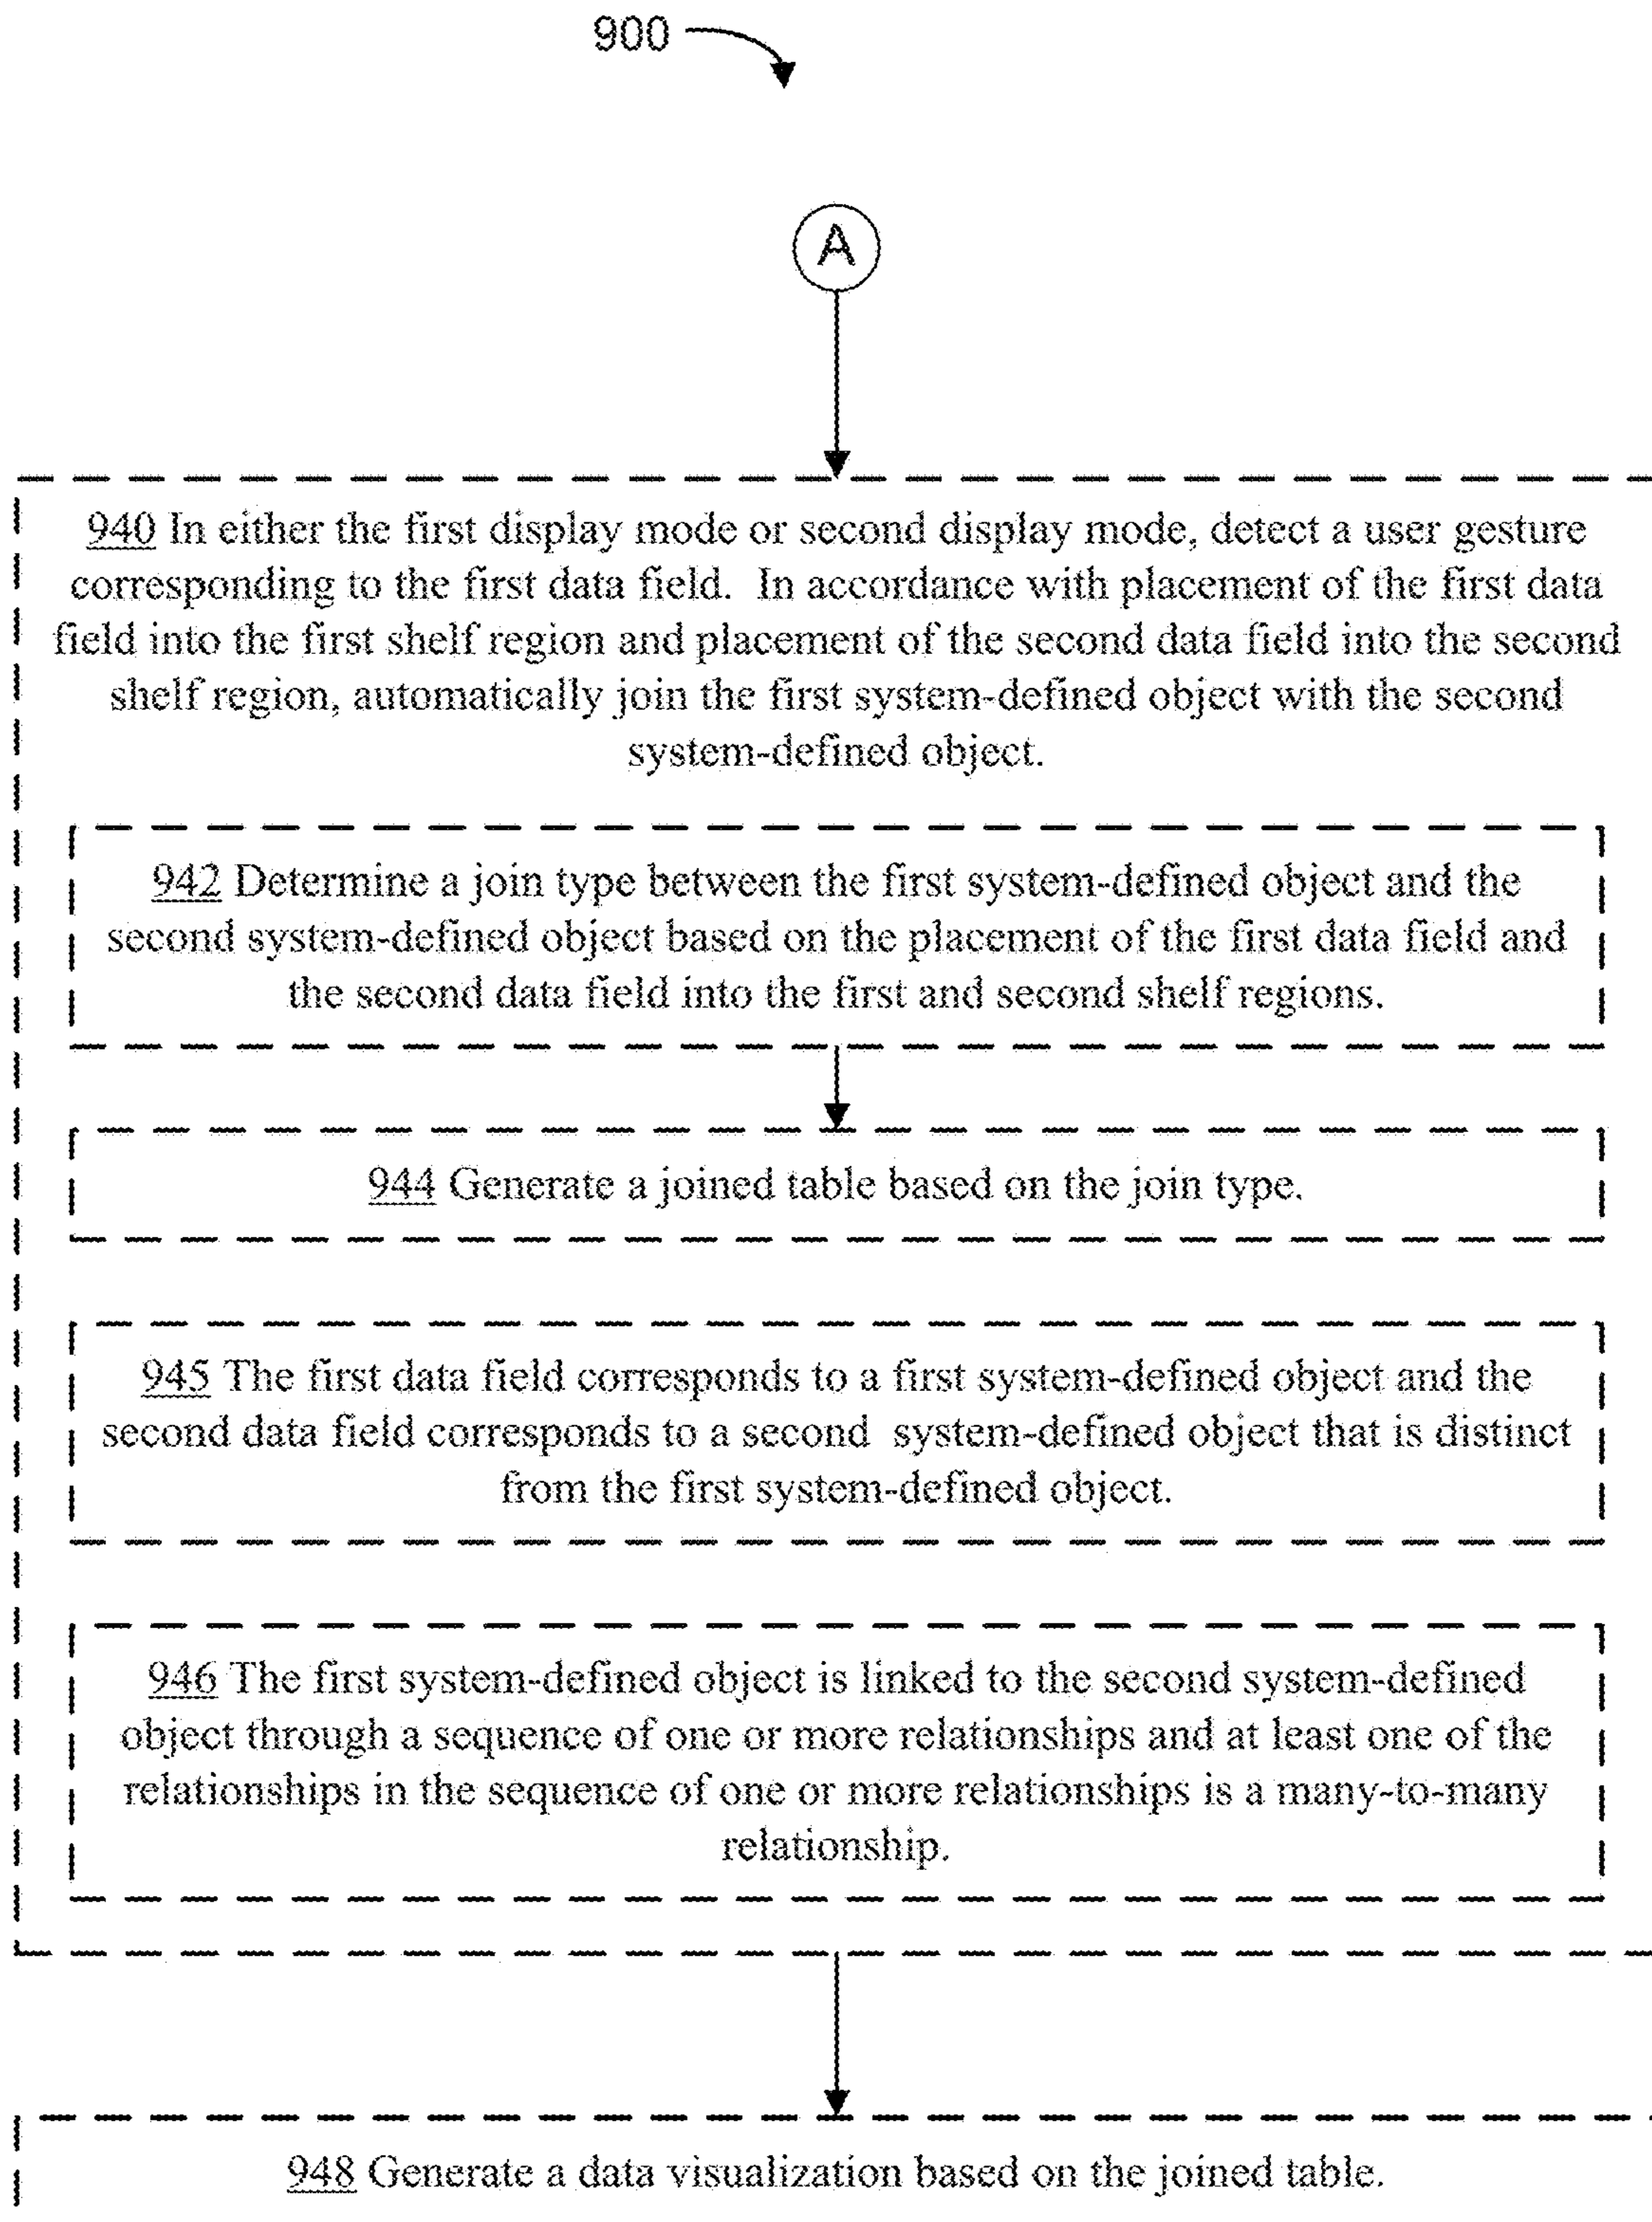 900
A
940 In either the first display mode or second display mode, detect a user gesture
corresponding to the first data field.  In accordance with placement of the first data
field into the first shelf region and placement of the second data field into the second
shelf region, automatically join the first system-defined object with the second
system-defined object.
942 Determine a join type between the first system-defined object and the
second system-defined object based on the placement of the first data field and
the second data field into the first and second shelf regions.
944 Generate a joined table based on the join type.
945 The first data field corresponds to a first system-defined object and the
second data field corresponds to a second  system-defined object that is distinct
from the first system-defined object.
946 The first system-defined object is linked to the second system-defined
object through a sequence of one or more relationships and at least one of the
relationships in the sequence of one or more relationships is a many-to-many
relationship.
948 Generate a data visualization based on the joined table.